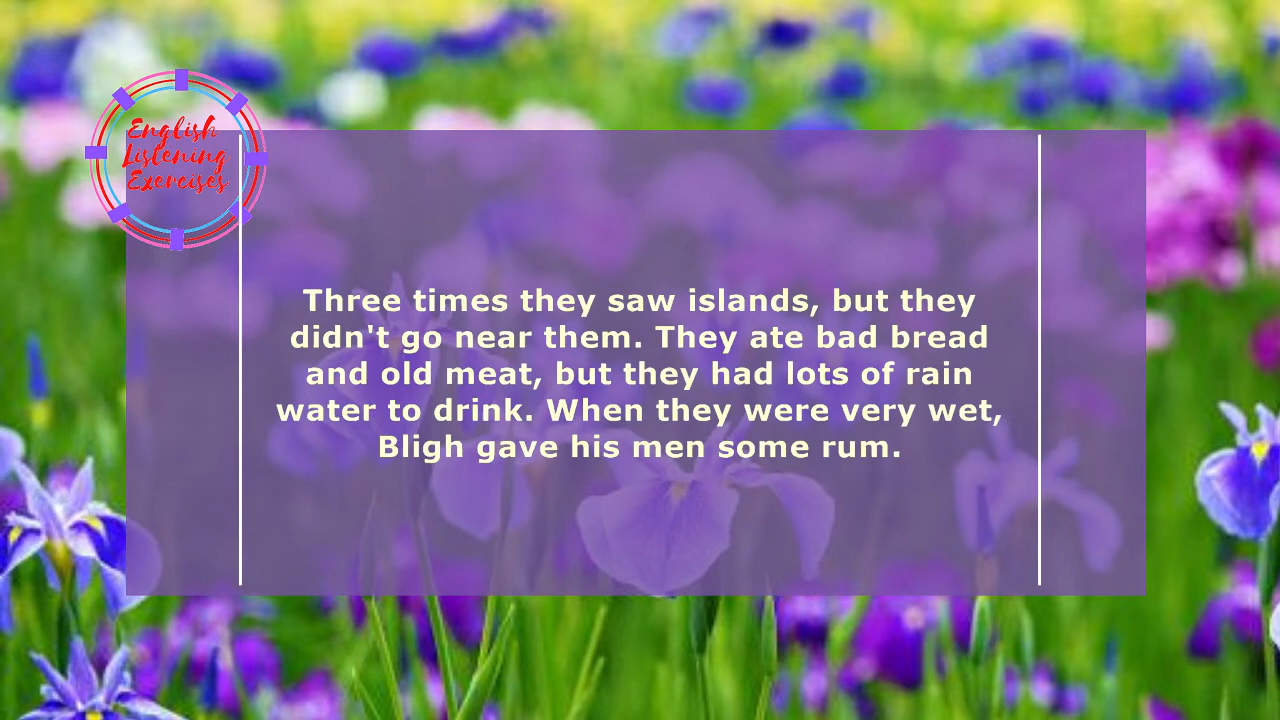 English
Listening
Exercises
Three times they saw islands, but they
didn't go near them. They ate bad bread
and old meat, but they had lots of rain
water to drink. When they were very wet,
Bligh gave his men some rum.